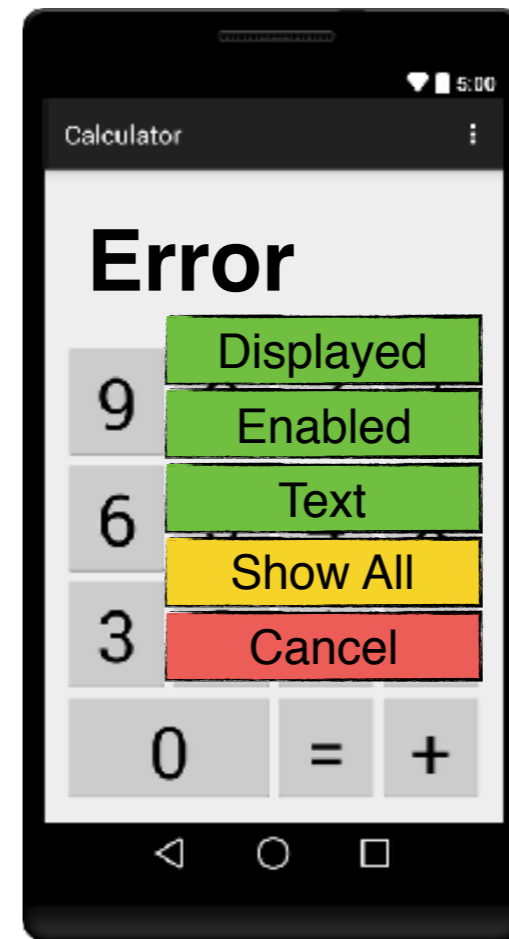 5:00
Calculator
Error
Displayed
9
Enabled
Text
6
Show All
3
Cancel
0 = +